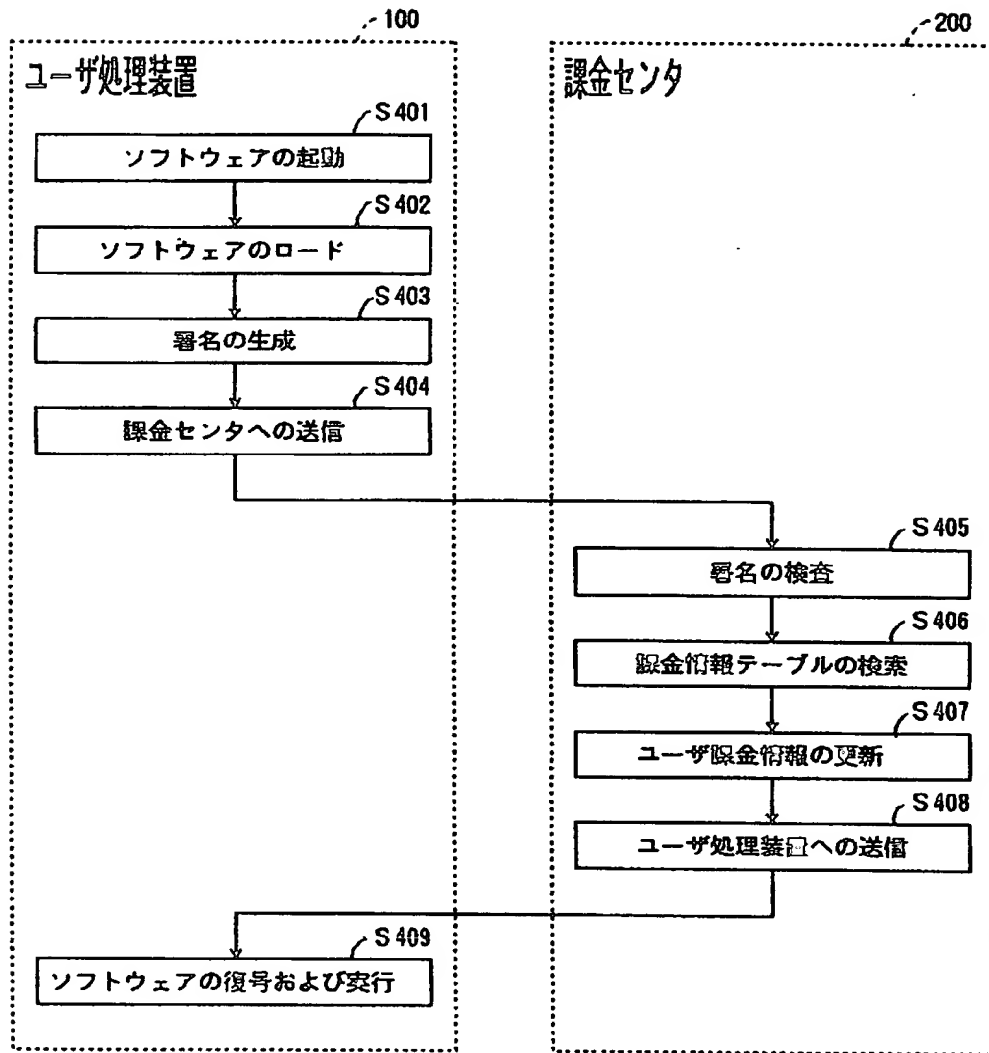 100
200
ユーザ処理装置
課金センタ
S401
ソフトウェアの起動
S402
ソフトウェアのロード
S403
署名の生成
S404
課金センタへの送信
S405
署名の検査
S406
課金情報テーブルの検索
S407
ユーザ課金情報の更新
S408
ユーザ処理装置への送信
S409
ソフトウェアの復号および実行